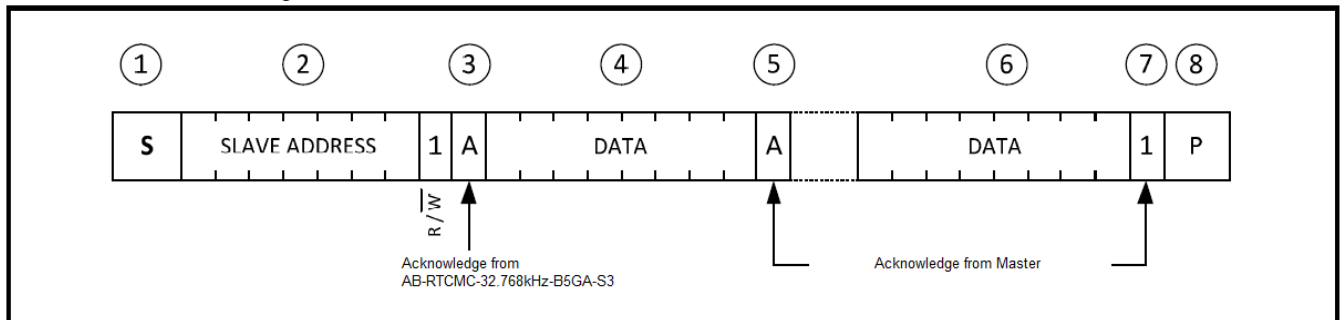 1 2 3 4 5 6 7 8
S SLAVE ADDRESS 1 A DATA A DATA 1 P
R/W
Acknowledge from
AB-RTCMC-32.768kHz-B5GA-S3
Acknowledge from Master